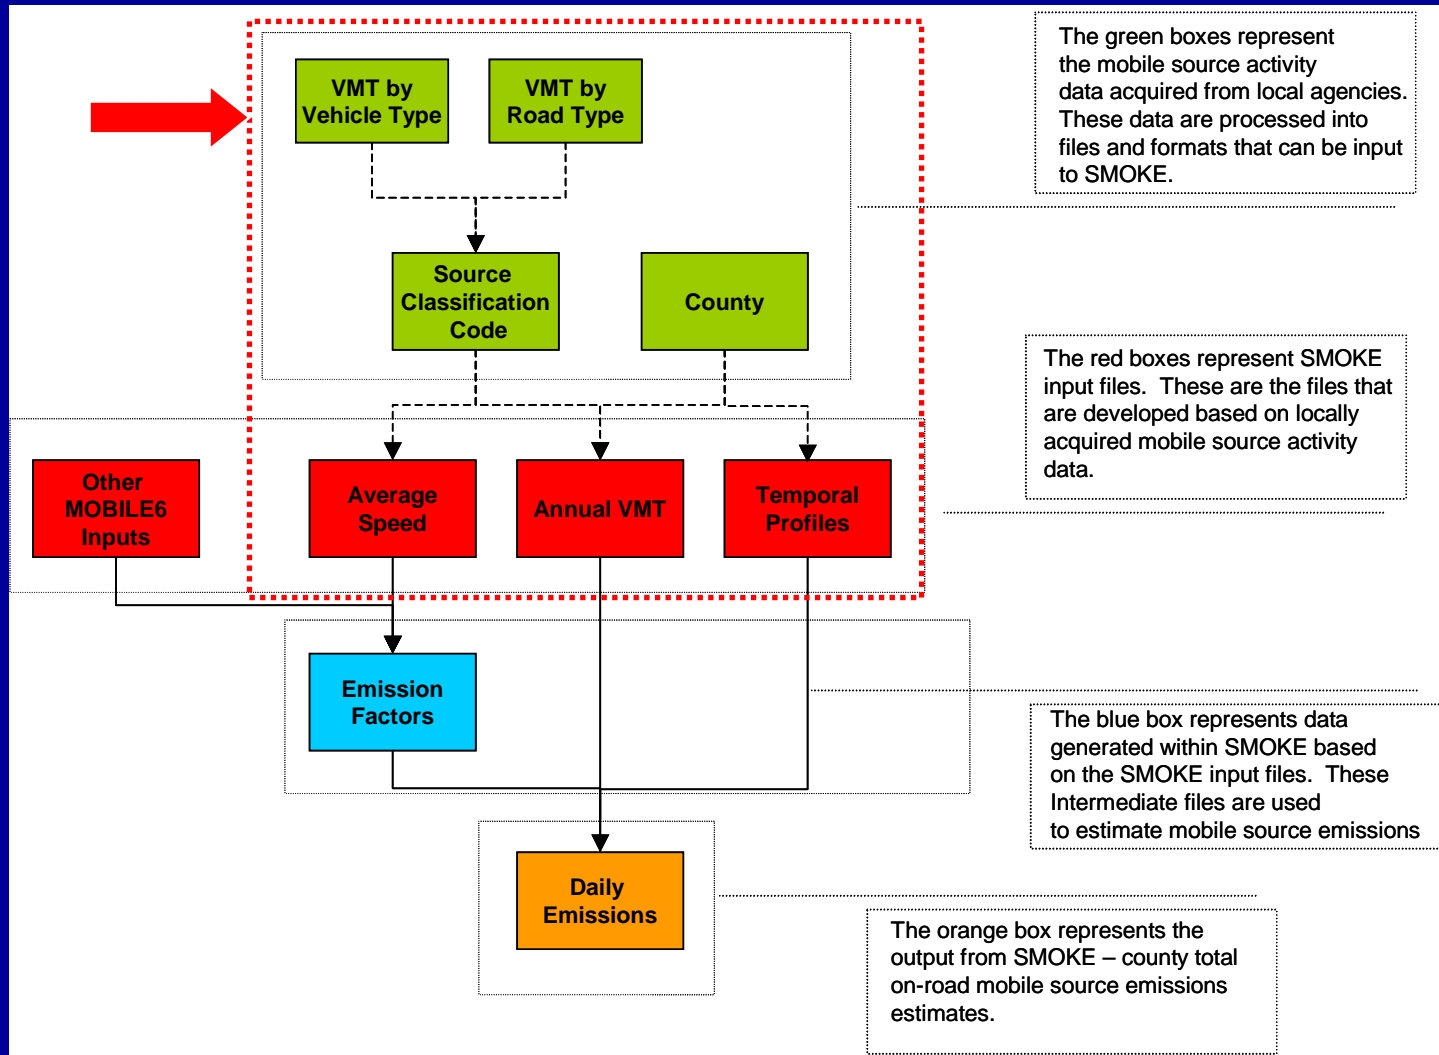 VMT by
Vehicle Type
VMT by
Road Type
Source
Classification
Code
County
Other
MOBILE6
Inputs
Average
Speed
Annual VMT
Temporal
Profiles
Emission
Factors
Daily
Emissions
The green boxes represent
the mobile source activity
data acquired from local agencies.
These data are processed into
files and formats that can be input
to SMOKE.
The red boxes represent SMOKE
input files. These are the files that
are developed based on locally
acquired mobile source activity
data.
The blue box represents data
generated within SMOKE based
on the SMOKE input files. These
Intermediate files are used
to estimate mobile source emissions
The orange box represents the
output from SMOKE – county total
on-road mobile source emissions
estimates.